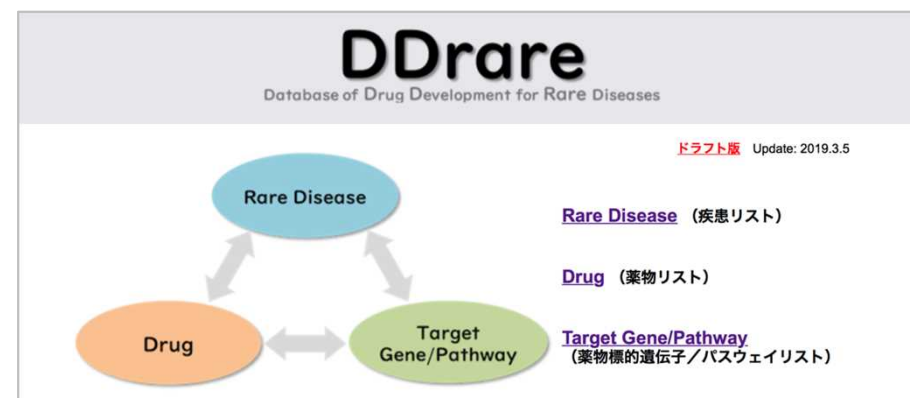 DDrare
Database of Drug Development for Rare Diseases
ドラフト版 Update: 2019.3.5
Rare Disease
Drug
Target
Gene/Pathway
Rare Disease （疾患リスト）
Drug （薬物リスト）
Target Gene/Pathway
（薬物標的遺伝子／パスウェイリスト）